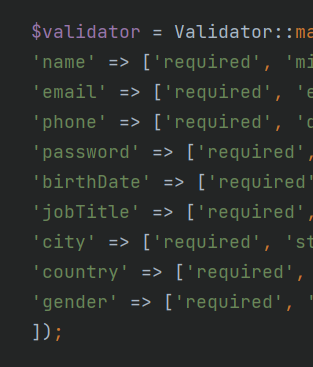 $validator = Validator::ma
'name' => ['required', 'mi
'email' => ['required', 'e
'phone' => ['required', 'd
'password' => ['required',
'birthDate' => ['required'
'jobTitle' => ['required',
'city' => ['required', 'st
'country' => ['required',
'gender' => ['required', '
]);